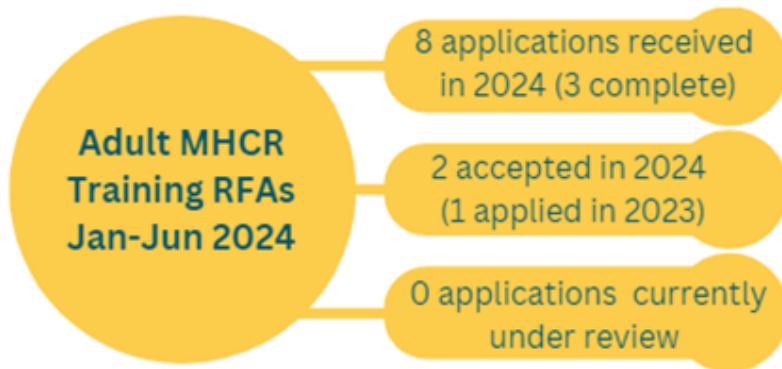 Adult MHCR
Training RFAs
Jan-Jun 2024
8 applications received
in 2024 (3 complete)
2 accepted in 2024
(1 applied in 2023)
0 applications currently
under review